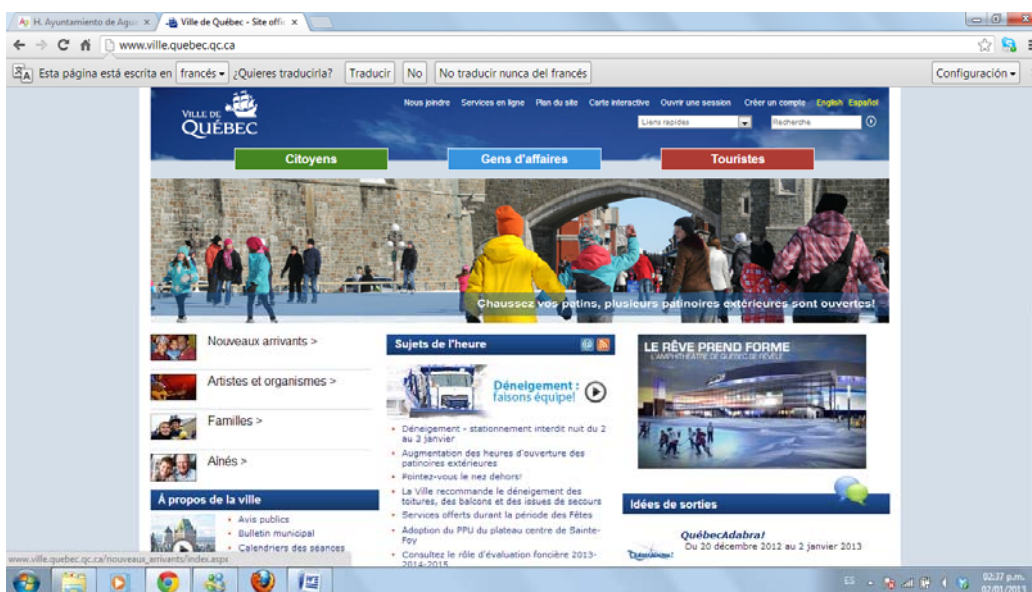 H. Ayuntamiento de Agua
Ville de Québec - Site offic
www.ville.quebec.qc.ca
Esta página está escrita en francés ¿Quieres traducirla? Traducir No No traducir nunca del francés Configuración
VILLE DE
QUÉBEC
Nous joindre Services en ligne Plan du site Carte interactive Ouvrir une session Créer un compte English Español
Liens rapides Recherche
Citoyens Gens d'affaires Touristes
Chaussez vos patins, plusieurs patinoires extérieures sont ouvertes!
Nouveaux arrivants >
Artistes et organismes >
Familles >
Aînés >
À propos de la ville
Avis publics
Bulletin municipal
Calendriers des séances
Sujets de l'heure
Déneigement :
faisons équipe!
Déneigement - stationnement interdit nuit du 2
au 3 janvier
Augmentation des heures d'ouverture des
patinoires extérieures
Pointez-vous le nez dehors!
La Ville recommande le déneigement des
toitures, des balcons et des issues de secours
Services offerts durant la période des Fêtes
Adoption du PPU du plateau centre de Sainte-
Foy
Consultez le rôle d'évaluation foncière 2013-
2014-2015
LE RÊVE PREND FORME
L'AMPHITHÉÂTRE DE QUÉBEC SE RÉVÈLE
Idées de sorties
QuébecAdabra!
Du 20 décembre 2012 au 2 janvier 2013
www.ville.quebec.qc.ca/nouveaux_arrivants/index.aspx
ES
02:37 p.m.
02/01/2013